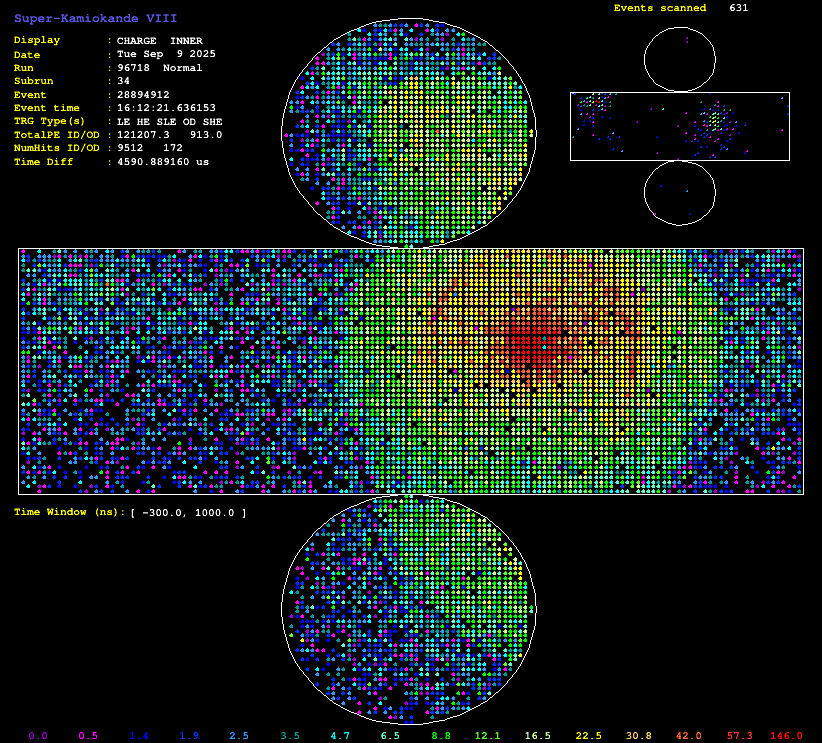 Super-Kamiokande VIII
Events scanned 631
Display : CHARGE INNER
Date : Tue Sep 9 2025
Run : 96718 Normal
Subrun : 34
Event : 28894912
Event time : 16:12:21.636153
TRG Type(s) : LE HE SLE OD SHE
TotalPE ID/OD : 121207.3 913.0
NumHits ID/OD : 9512 172
Time Diff : 4590.889160 us
Time Window (ns): [ -300.0, 1000.0 ]
0.0 0.5 1.4 1.9 2.5 3.5 4.7 6.5 8.8 12.1 16.5 22.5 30.8 42.0 57.3 146.0